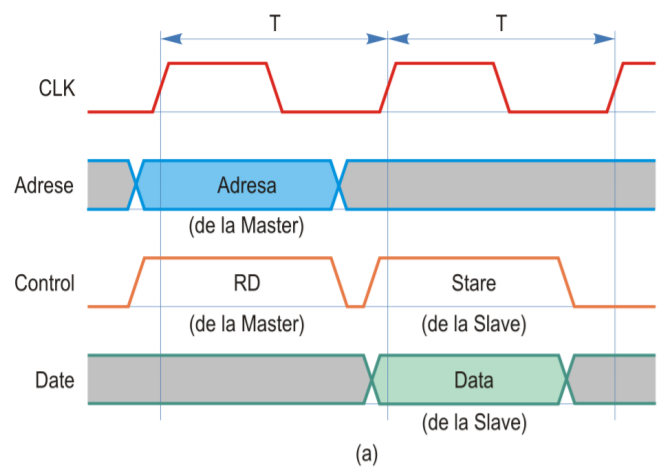 T T
CLK
Adrese Adresa
(de la Master)
Control RD Stare
(de la Master) (de la Slave)
Date Data
(de la Slave)
(a)